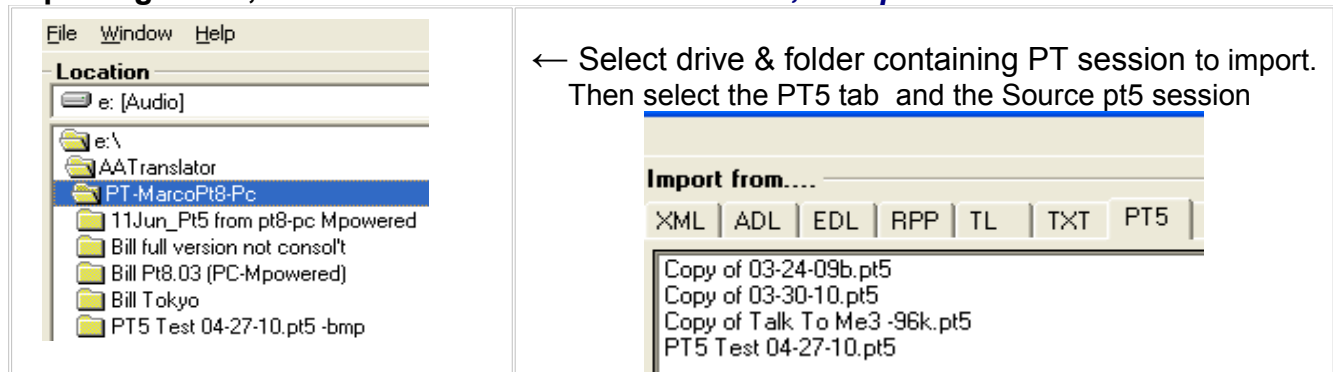 File Window Help
Location
e: [Audio]
e:\
AATranslator
PT-MarcoPt8-Pc
11Jun_Pt5 from pt8-pc Mpowered
Bill full version not consol't
Bill Pt8.03 (PC-Mpowered)
Bill Tokyo
PT5 Test 04-27-10.pt5 -bmp
← Select drive & folder containing PT session to import.
Then select the PT5 tab and the Source pt5 session
Import from....
XML ADL EDL RPP TL TXT PT5
Copy of 03-24-09b.pt5
Copy of 03-30-10.pt5
Copy of Talk To Me3 -96k.pt5
PT5 Test 04-27-10.pt5